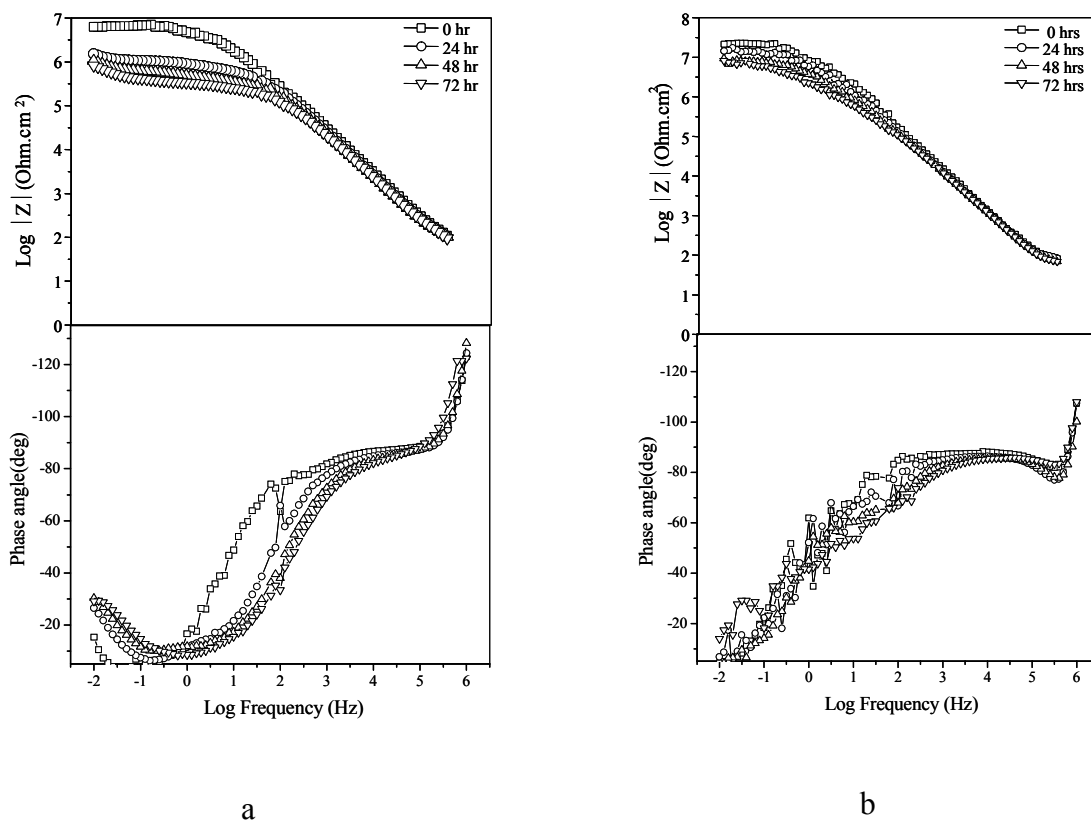 7
6
5
4
3
2
1
0
Log |Z| (Ohm.cm²)
0 hr
24 hr
48 hr
72 hr
-120
-100
-80
-60
-40
-20
Phase angle(deg)
-2 -1 0 1 2 3 4 5 6
Log Frequency (Hz)
a
8
7
6
5
4
3
2
1
0
Log |Z| (Ohm.cm²)
0 hrs
24 hrs
48 hrs
72 hrs
-120
-100
-80
-60
-40
-20
Phase angle(deg)
-2 -1 0 1 2 3 4 5 6
Log Frequency (Hz)
b